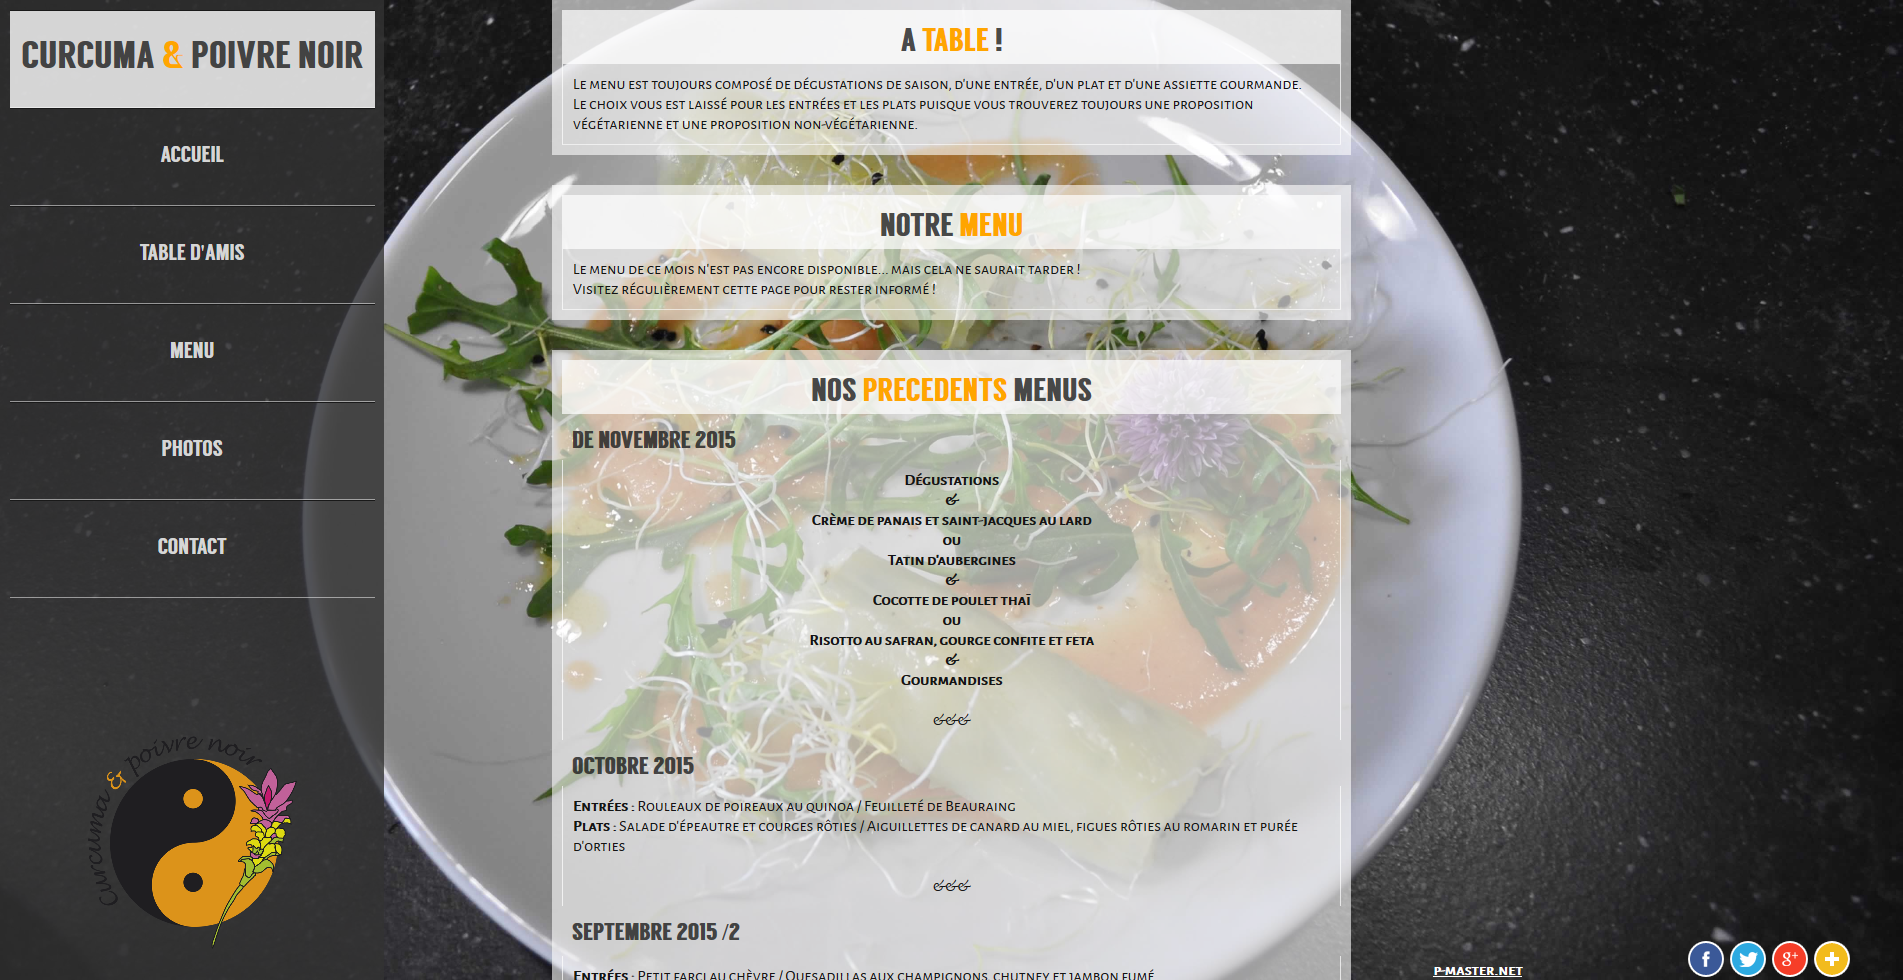 CURCUMA & POIVRE NOIR
ACCUEIL
TABLE D'AMIS
MENU
PHOTOS
CONTACT
Curcuma & poivre noir
A TABLE !
Le menu est toujours composé de dégustations de saison, d'une entrée, d'un plat et d'une assiette gourmande.
Le choix vous est laissé pour les entrées et les plats puisque vous trouverez toujours une proposition
végétarienne et une proposition non-végétarienne.
NOTRE MENU
Le menu de ce mois n'est pas encore disponible... mais cela ne saurait tarder !
Visitez régulièrement cette page pour rester informé !
NOS PRECEDENTS MENUS
DE NOVEMBRE 2015
Dégustations
&
Crème de panais et saint-jacques au lard
ou
Tatin d'aubergines
&
Cocotte de poulet thaï
ou
Risotto au safran, gourge confite et feta
&
Gourmandises
&&&
OCTOBRE 2015
Entrées : Rouleaux de poireaux au quinoa / Feuilleté de Beauraing
Plats : Salade d'épeautre et courges rôties / Aiguillettes de canard au miel, figues rôties au romarin et purée
d'orties
&&&
SEPTEMBRE 2015 /2
Entrées : Petit farci au chèvre / Quesadillas aux champignons, chutney et jambon fumé
p-master.net
f
g+